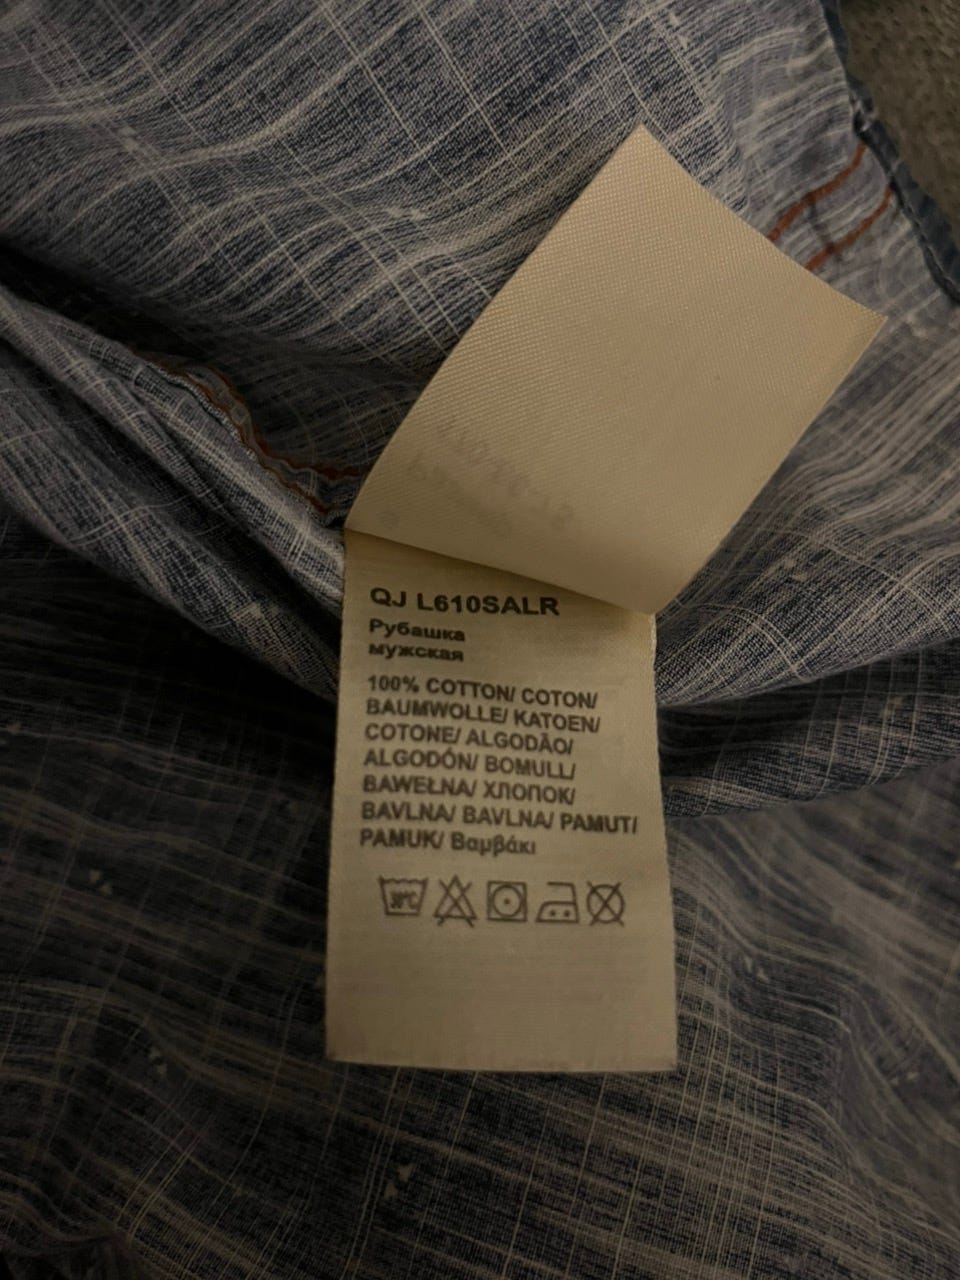 QJ L610SALR
Рубашка
мужская
100% COTTON/ COTON/
BAUMWOLLE/ KATOEN/
COTONE/ ALGODÃO/
ALGODÓN/ BOMULL/
BAWEŁNA/ ХЛОПОК/
BAVLNA/ BAVLNA/ PAMUT/
PAMUK/ Βαμβάκι
30°C